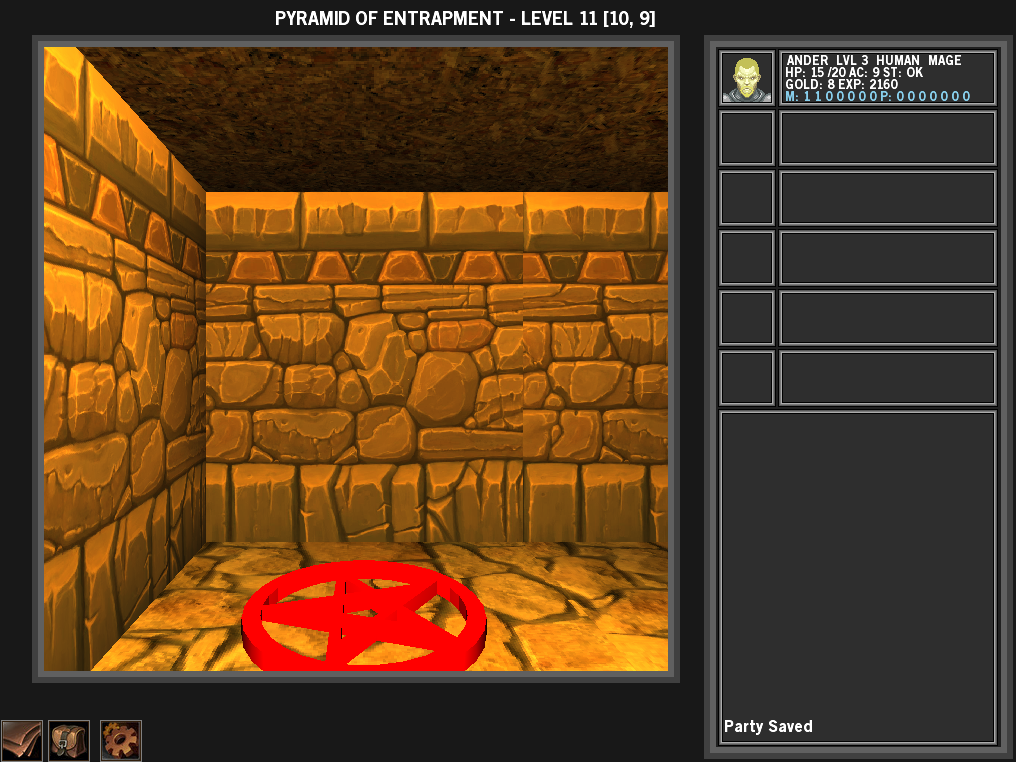 PYRAMID OF ENTRAPMENT - LEVEL 11 [10, 9]
ANDER LVL 3 HUMAN MAGE
HP: 15 /20 AC: 9 ST: OK
GOLD: 8 EXP: 2160
M: 1 1 0 0 0 0 0 P: 0 0 0 0 0 0 0
Party Saved